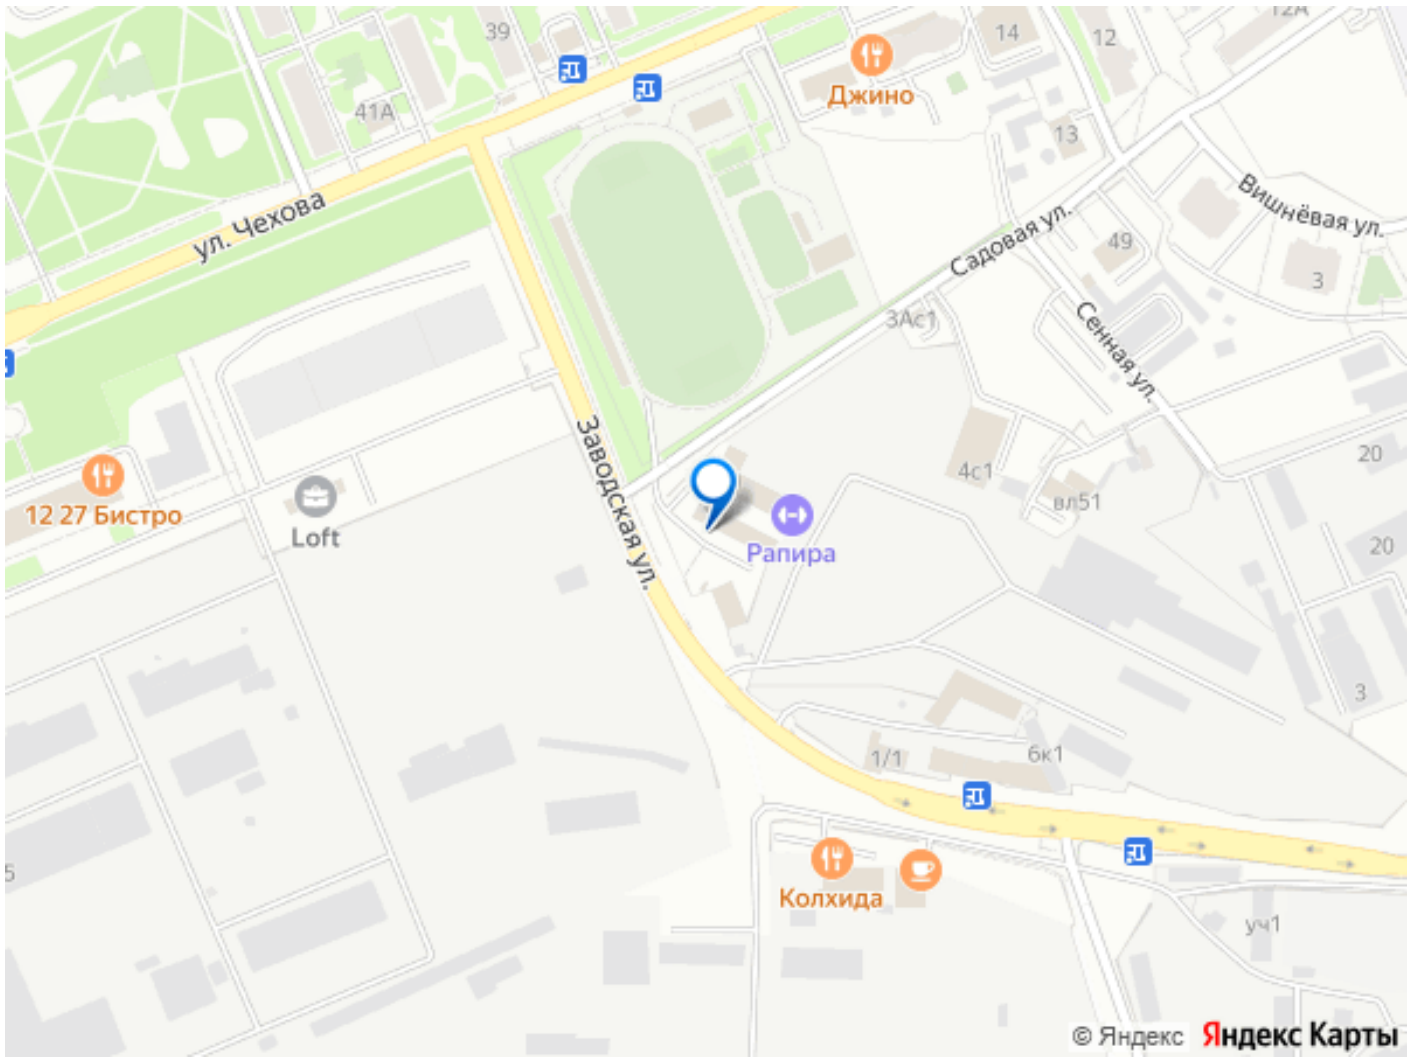 12А
39
14
12
Джино
41А
13
ул. Чехова
Вишнёвая ул.
Садовая ул.
49
3
3Ас1
Сенная ул.
Заводская ул.
20
4с1
вл51
12 27 Бистро
Loft
Рапира
20
3
1/1
6к1
5
Колхида
уч1
© Яндекс Яндекс Карты